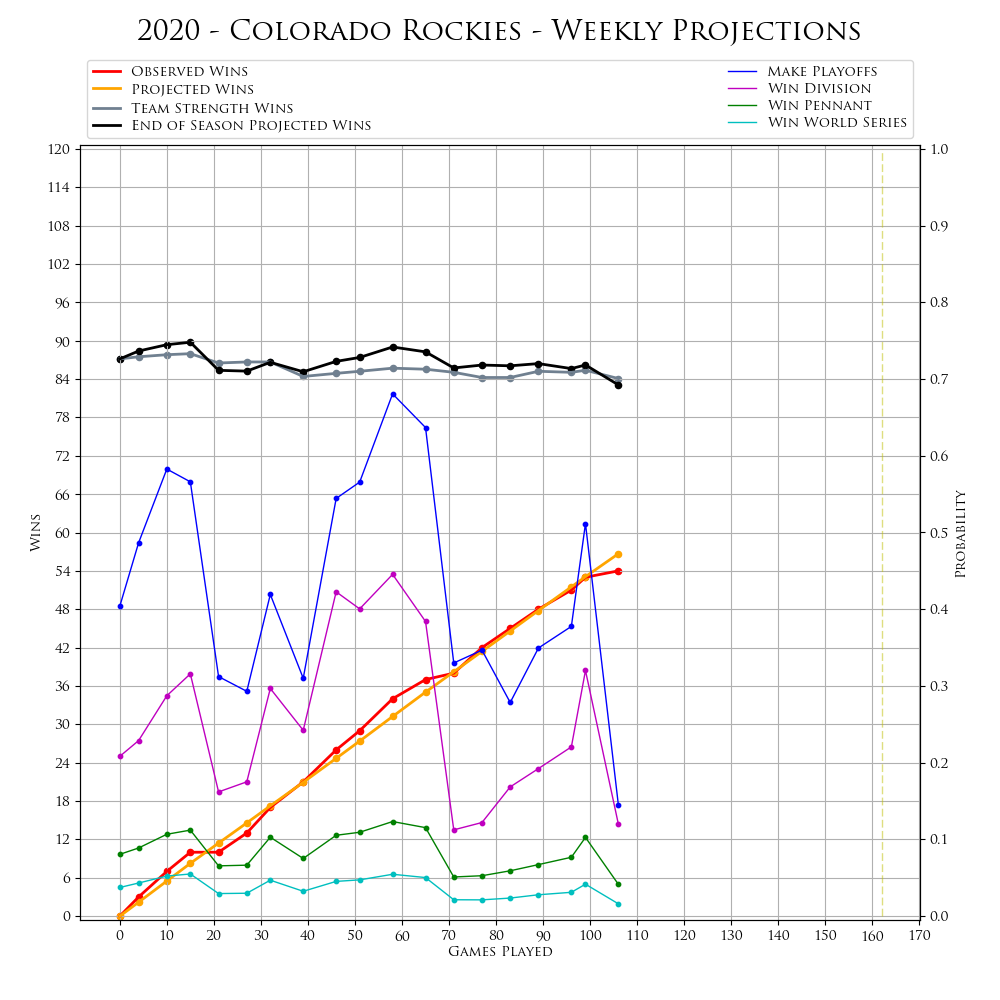 2020 - Colorado Rockies - Weekly Projections
Observed Wins
Projected Wins
Team Strength Wins
End of Season Projected Wins
Make Playoffs
Win Division
Win Pennant
Win World Series
120
114
108
102
96
90
84
78
72
66
60
54
48
42
36
30
24
18
12
6
0
Wins
1.0
0.9
0.8
0.7
0.6
0.5
0.4
0.3
0.2
0.1
0.0
Probability
0 10 20 30 40 50 60 70 80 90 100 110 120 130 140 150 160 170
Games Played